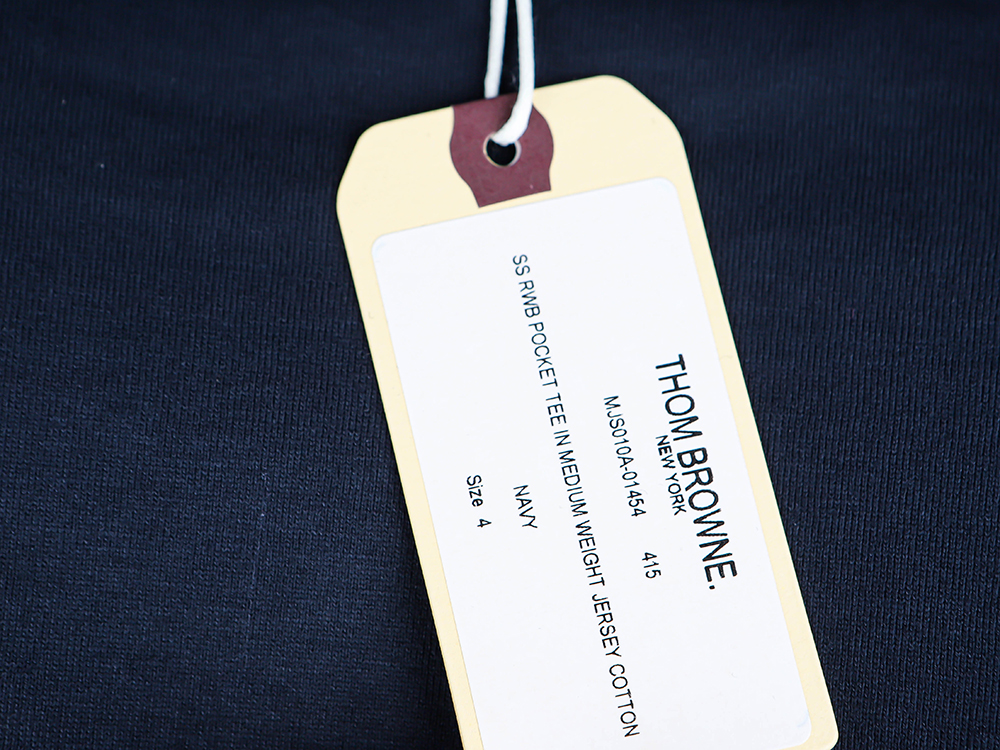 THOM BROWNE.
NEW YORK
MJS010A-01454 415
SS RWB POCKET TEE IN MEDIUM WEIGHT JERSEY COTTON
NAVY
Size 4